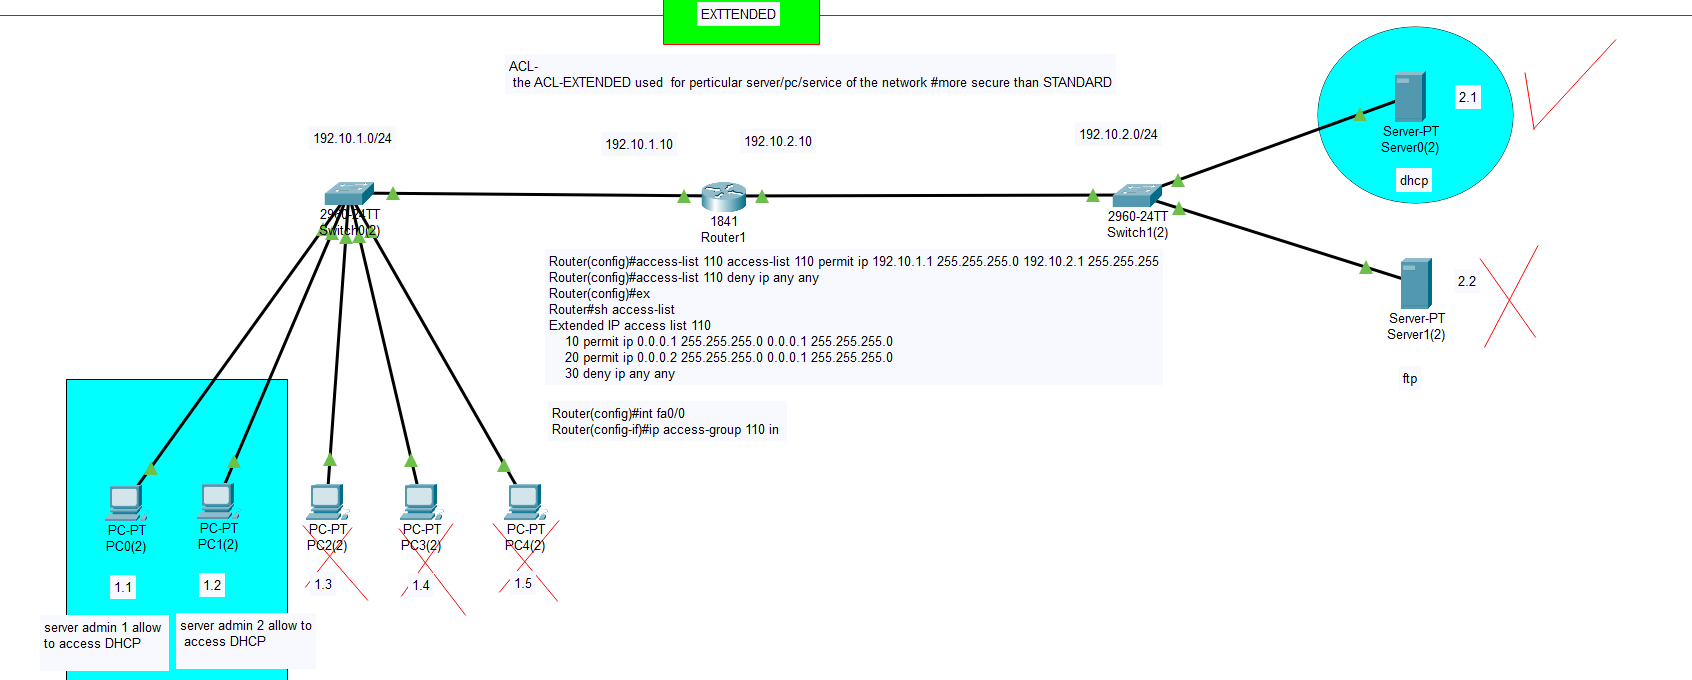 EXTTENDED
ACL-
the ACL-EXTENDED used  for perticular server/pc/service of the network #more secure than STANDARD
192.10.1.0/24
192.10.1.10
192.10.2.10
192.10.2.0/24
2.1
Server-PT
Server0(2)
dhcp
2960-24TT
Switch0(2)
1841
Router1
2960-24TT
Switch1(2)
Router(config)#access-list 110 access-list 110 permit ip 192.10.1.1 255.255.255.0 192.10.2.1 255.255.255
Router(config)#access-list 110 deny ip any any
Router(config)#ex
Router#sh access-list
Extended IP access list 110
10 permit ip 0.0.0.1 255.255.255.0 0.0.0.1 255.255.255.0
20 permit ip 0.0.0.2 255.255.255.0 0.0.0.1 255.255.255.0
30 deny ip any any
2.2
Server-PT
Server1(2)
ftp
Router(config)#int fa0/0
Router(config-if)#ip access-group 110 in
PC-PT
PC0(2)
PC-PT
PC1(2)
PC-PT
PC2(2)
PC-PT
PC3(2)
PC-PT
PC4(2)
1.1
1.2
1.3
1.4
1.5
server admin 1 allow
to access DHCP
server admin 2 allow to
access DHCP